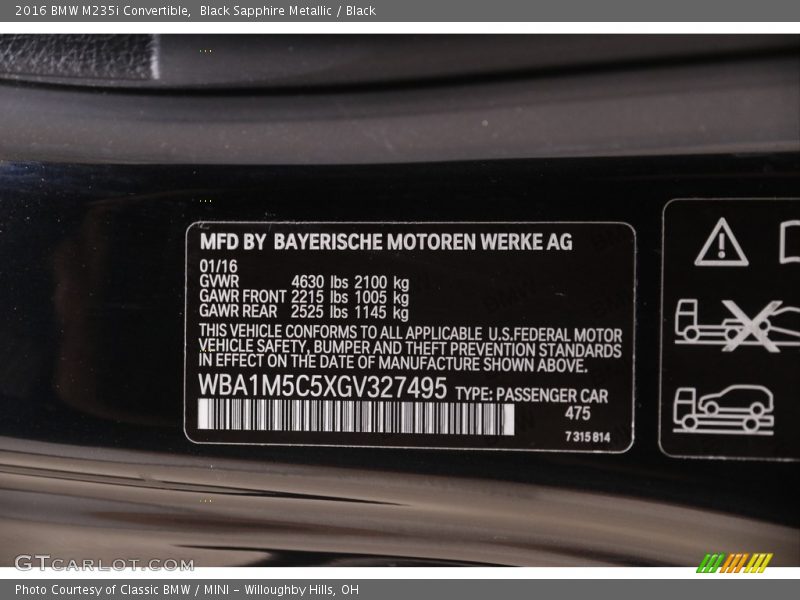 2016 BMW M235i Convertible, Black Sapphire Metallic / Black
MFD BY BAYERISCHE MOTOREN WERKE AG
01/16
GVWR 4630 lbs 2100 kg
GAWR FRONT 2215 lbs 1005 kg
GAWR REAR 2525 lbs 1145 kg
THIS VEHICLE CONFORMS TO ALL APPLICABLE U.S.FEDERAL MOTOR
VEHICLE SAFETY, BUMPER AND THEFT PREVENTION STANDARDS
IN EFFECT ON THE DATE OF MANUFACTURE SHOWN ABOVE.
WBA1M5C5XGV327495 TYPE: PASSENGER CAR
475
7 315 814
GTCARLOT.COM
Photo Courtesy of Classic BMW / MINI - Willoughby Hills, OH